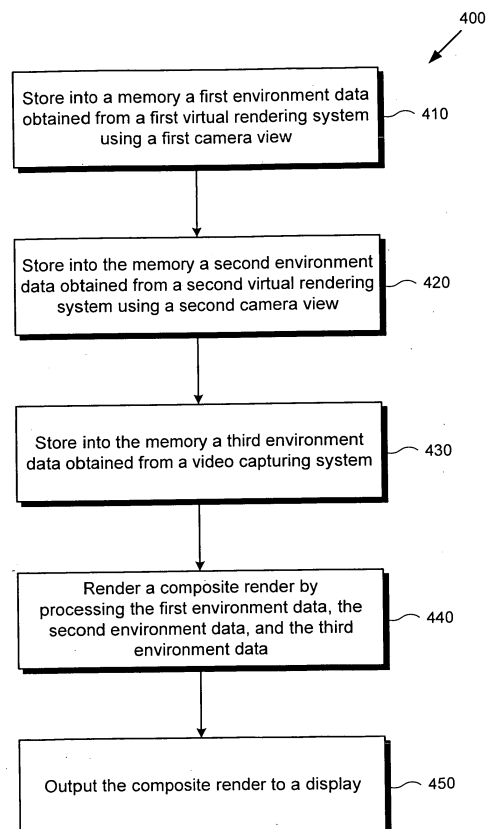 400
Store into a memory a first environment data
obtained from a first virtual rendering system
using a first camera view
410
Store into the memory a second environment
data obtained from a second virtual rendering
system using a second camera view
420
Store into the memory a third environment
data obtained from a video capturing system
430
Render a composite render by
processing the first environment data, the
second environment data, and the third
environment data
440
Output the composite render to a display
450